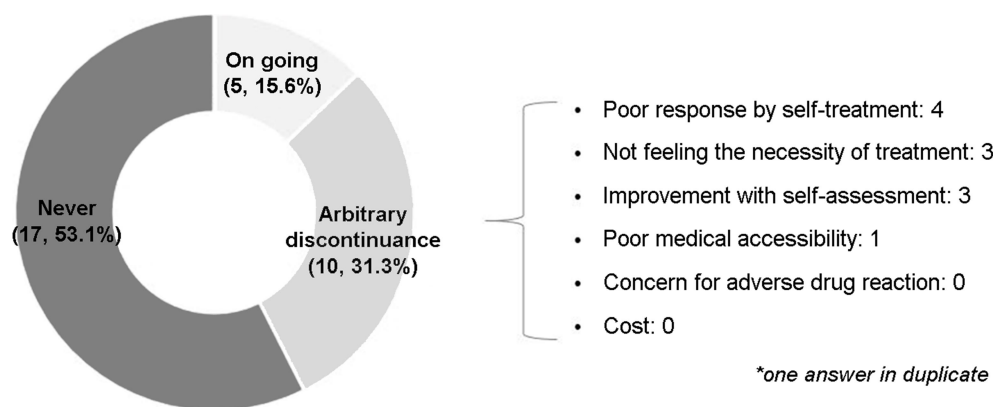 On going
(5, 15.6%)
Never
(17, 53.1%)
Arbitrary
discontinuance
(10, 31.3%)
• Poor response by self-treatment: 4
• Not feeling the necessity of treatment: 3
• Improvement with self-assessment: 3
• Poor medical accessibility: 1
• Concern for adverse drug reaction: 0
• Cost: 0
*one answer in duplicate